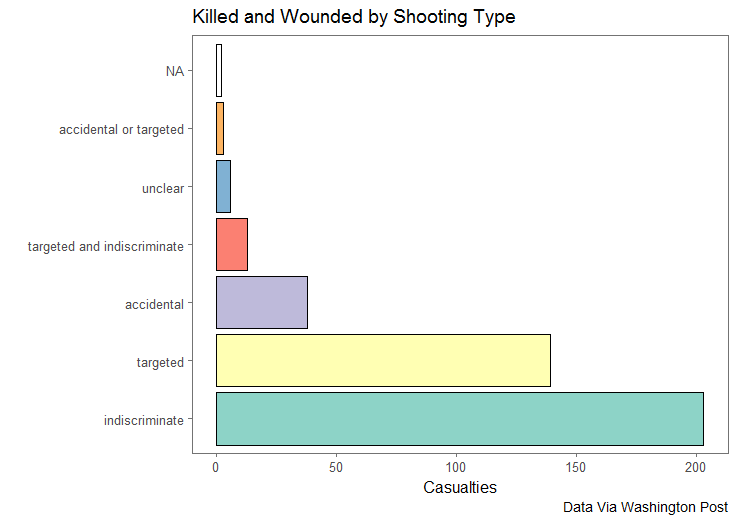 Killed and Wounded by Shooting Type
NA
accidental or targeted
unclear
targeted and indiscriminate
accidental
targeted
indiscriminate
0 50 100 150 200
Casualties
Data Via Washington Post